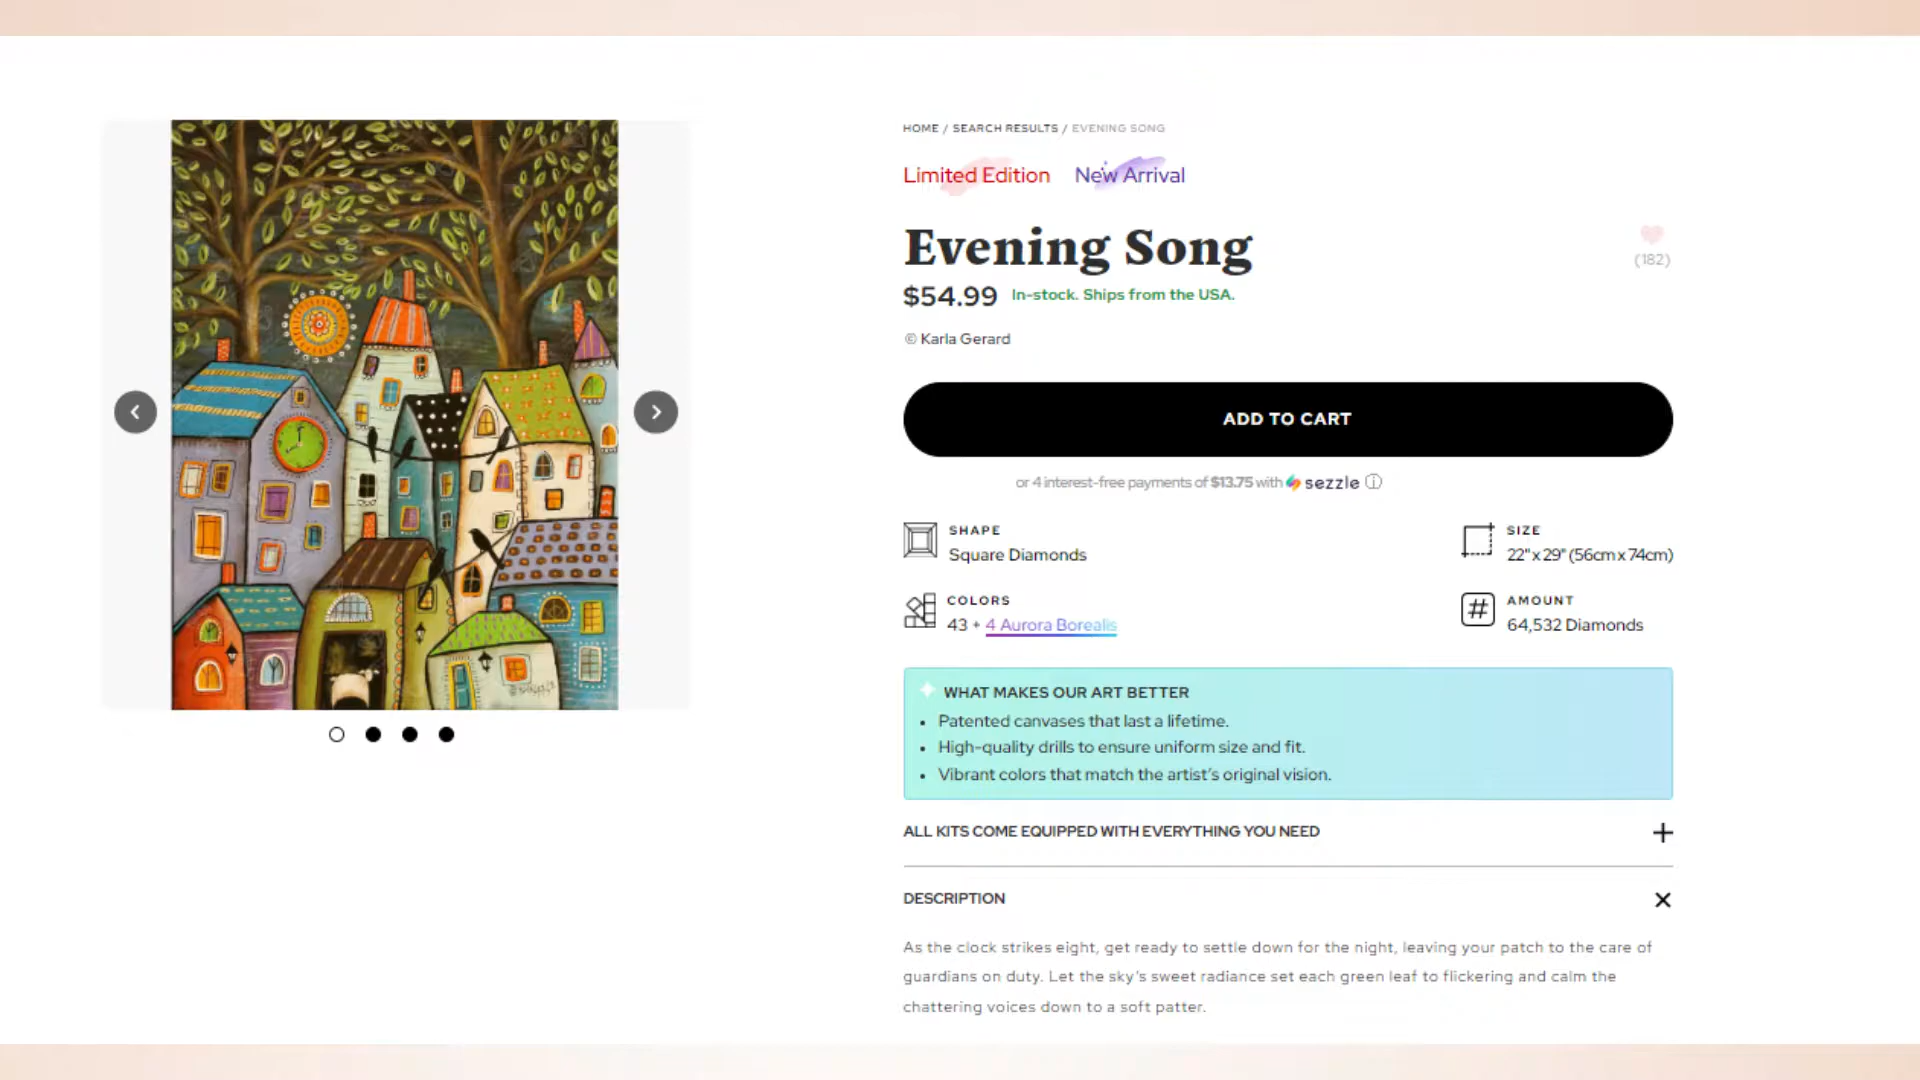 HOME / SEARCH RESULTS / EVENING SONG
Limited Edition New Arrival
Evening Song
(182)
$54.99 In-stock. Ships from the USA.
© Karla Gerard
ADD TO CART
or 4 interest-free payments of $13.75 with sezzle ⓘ
SHAPE
Square Diamonds
SIZE
22" x 29" (56cm x 74cm)
COLORS
43 + 4 Aurora Borealis
AMOUNT
64,532 Diamonds
WHAT MAKES OUR ART BETTER
• Patented canvases that last a lifetime.
• High-quality drills to ensure uniform size and fit.
• Vibrant colors that match the artist’s original vision.
ALL KITS COME EQUIPPED WITH EVERYTHING YOU NEED
DESCRIPTION
As the clock strikes eight, get ready to settle down for the night, leaving your patch to the care of
guardians on duty. Let the sky’s sweet radiance set each green leaf to flickering and calm the
chattering voices down to a soft patter.